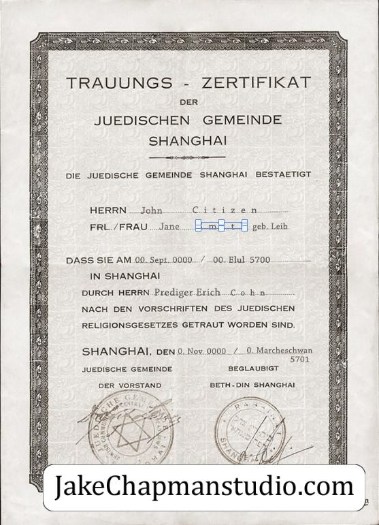 TRAUUNGS - ZERTIFIKAT
DER
JUEDISCHEN GEMEINDE
SHANGHAI
DIE JUEDISCHE GEMEINDE SHANGHAI BESTAETIGT
HERRN John Citizen
FRL./FRAU Jane geb. Leib
DASS SIE AM 00. Sept. 0000 / 00. Elul 5700
IN SHANGHAI
DURCH HERRN Prediger Erich Cohn
NACH DEN VORSCHRIFTEN DES JUEDISCHEN
RELIGIONSGESETZES GETRAUT WORDEN SIND.
SHANGHAI, DEN 0. Nov. 0000 / 0. Marcheschwan
5701
JUEDISCHE GEMEINDE BEGLAUBIGT
DER VORSTAND BETH-DIN SHANGHAI
JakeChapmanstudio.com